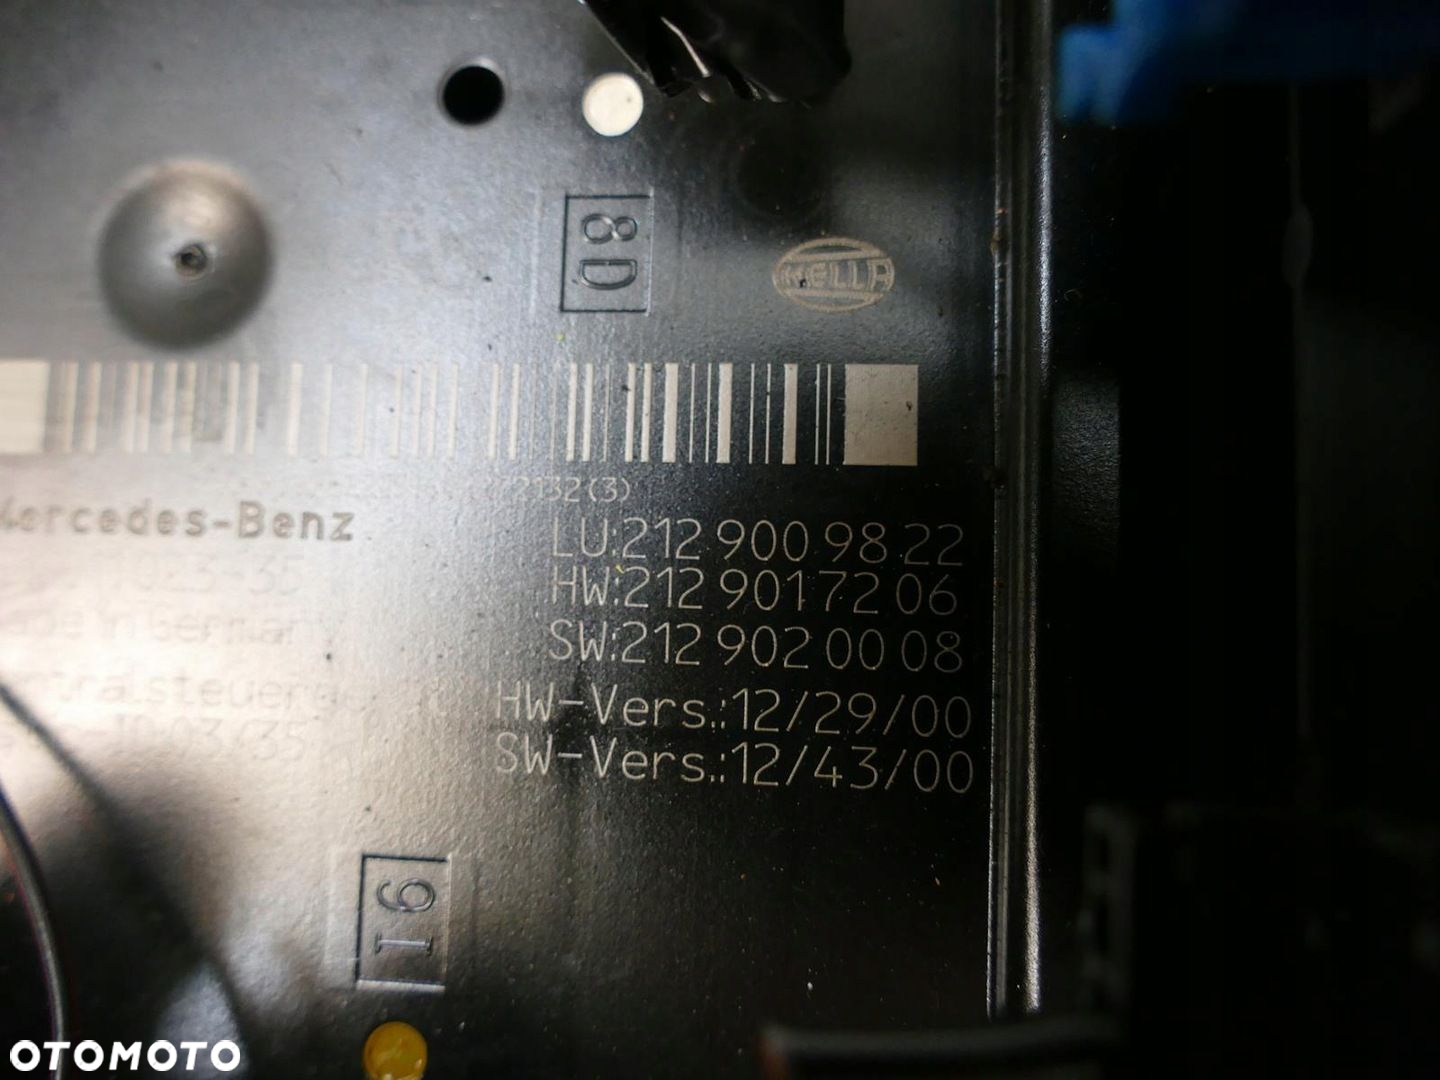 8D
HELLA
2132(3)
Mercedes-Benz
LU:212 900 98 22
HW:212 901 72 06
SW:212 902 00 08
HW-Vers.:12/29/00
SW-Vers.:12/43/00
I6
OTOMOTO